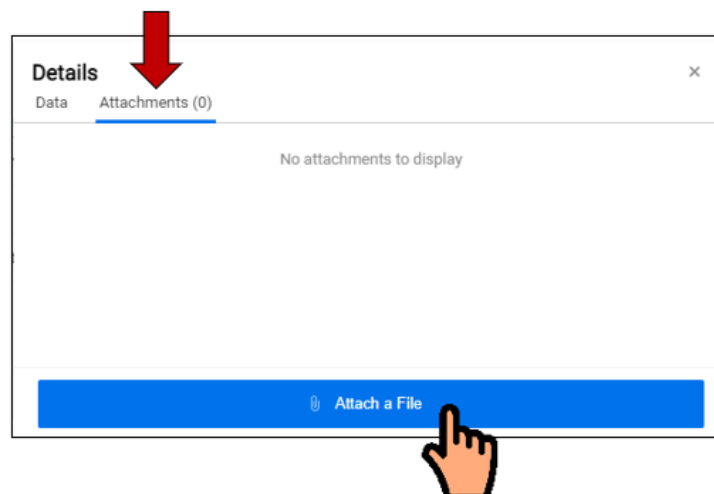 Details
Data Attachments (0)
No attachments to display
Attach a File